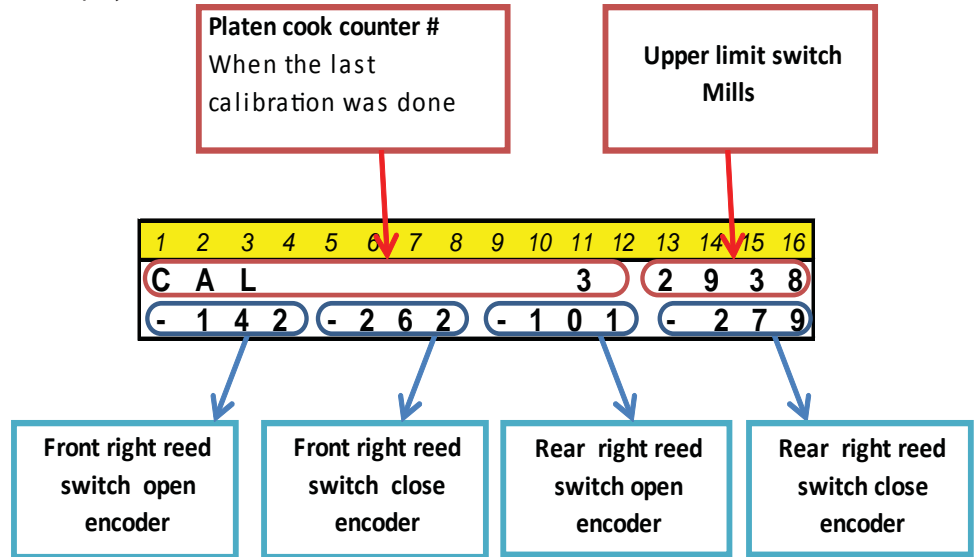 Platen cook counter #
When the last
calibration was done
Upper limit switch
Mills
1 2 3 4 5 6 7 8 9 10 11 12 13 14 15 16
C A L 3 2 9 3 8
- 1 4 2 - 2 6 2 - 1 0 1 - 2 7 9
Front right reed
switch open
encoder
Front right reed
switch close
encoder
Rear right reed
switch open
encoder
Rear right reed
switch close
encoder